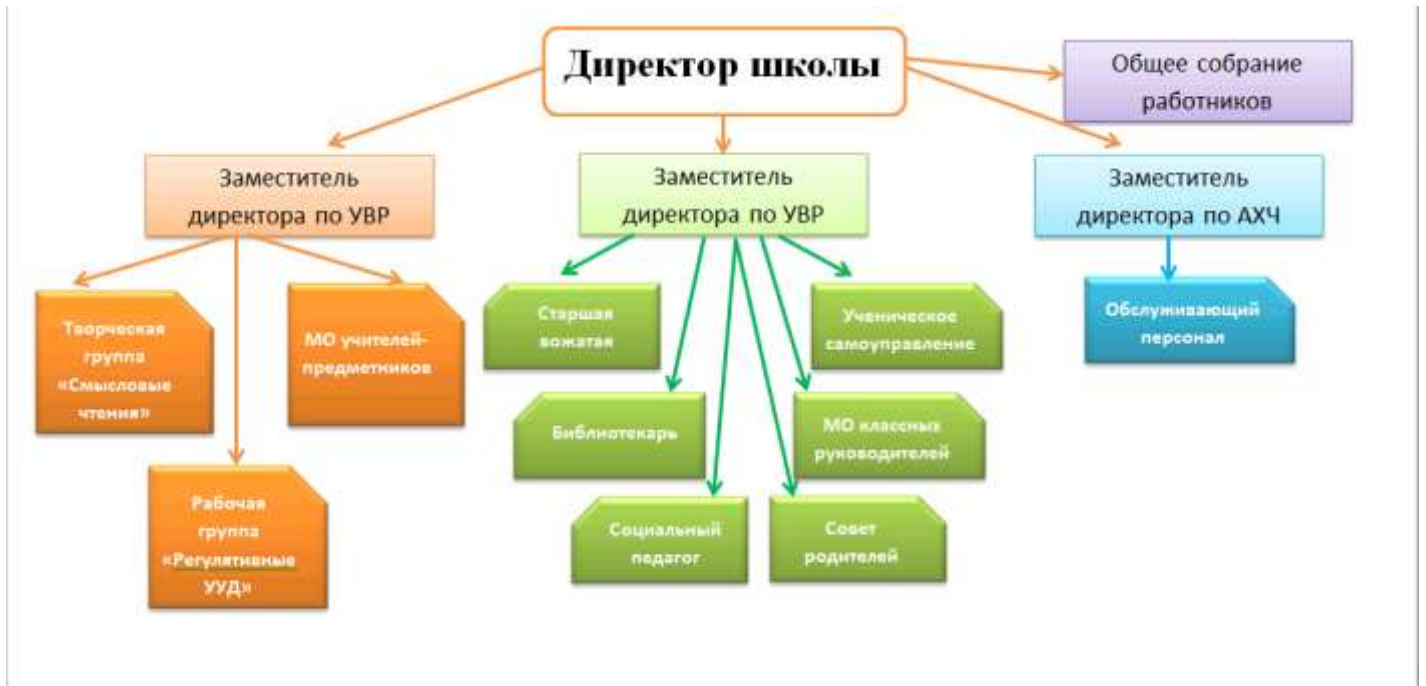 Директор школы
Общее собрание
работников
Заместитель
директора по УВР
Заместитель
директора по УВР
Заместитель
директора по АХЧ
Творческая
группа
«Смысловые
чтения»
МО учителей-
предметников
Рабочая
группа
«Регулятивные
УУД»
Старшая
вожатая
Ученическое
самоуправление
Библиотекарь
МО классных
руководителей
Социальный
педагог
Совет
родителей
Обслуживающий
персонал